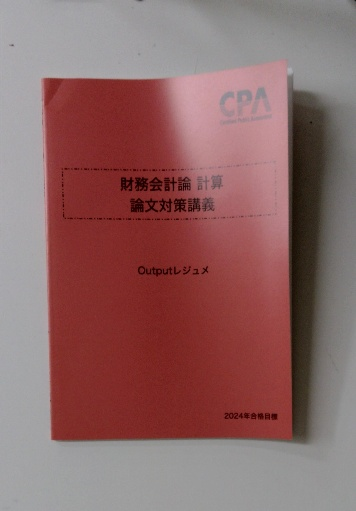 CPA
財務会計論 計算
論文対策講義
Outputレジュメ
2024年合格目標